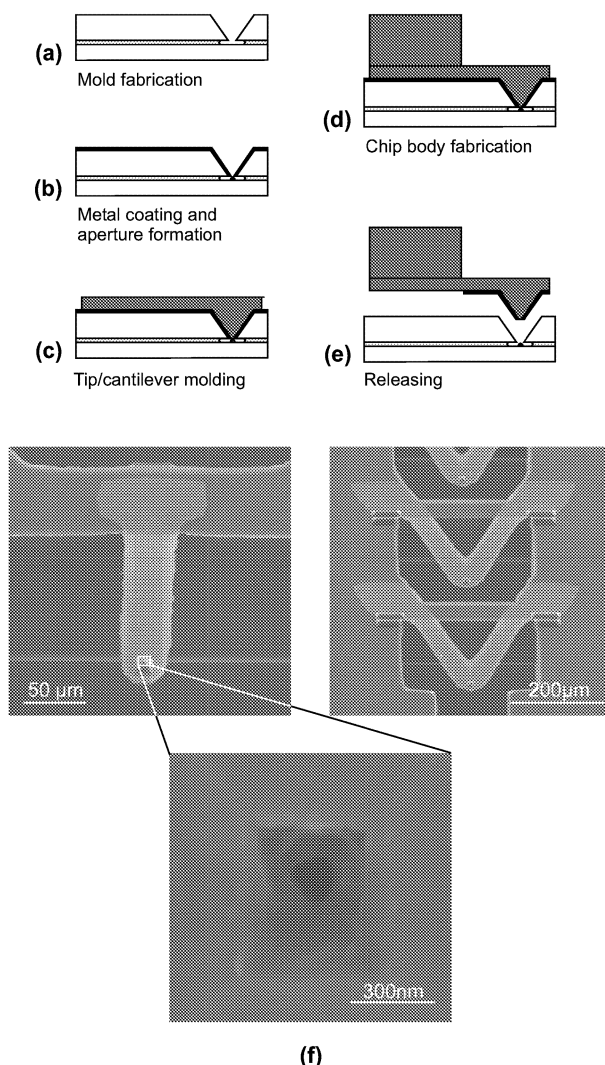 (a)
Mold fabrication
(b)
Metal coating and
aperture formation
(c)
Tip/cantilever molding
(d)
Chip body fabrication
(e)
Releasing
50 μm
200μm
300nm
(f)